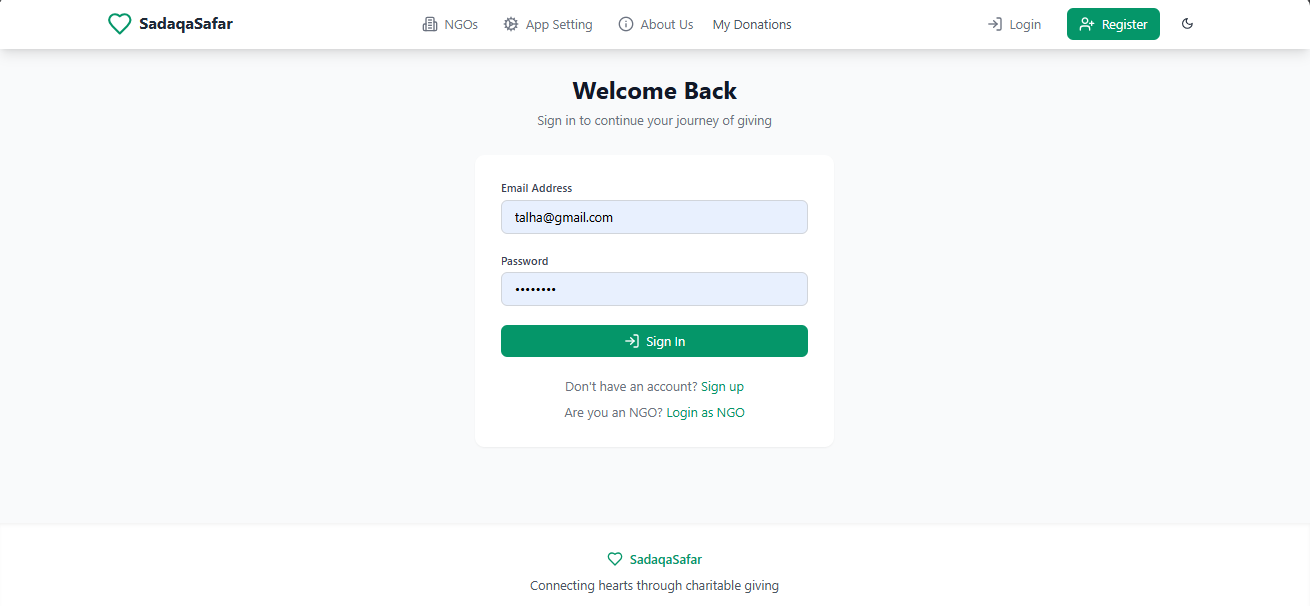 SadaqaSafar NGOs App Setting About Us My Donations Login Register
Welcome Back
Sign in to continue your journey of giving
Email Address
talha@gmail.com
Password
••••••••
Sign In
Don't have an account? Sign up
Are you an NGO? Login as NGO
SadaqaSafar
Connecting hearts through charitable giving